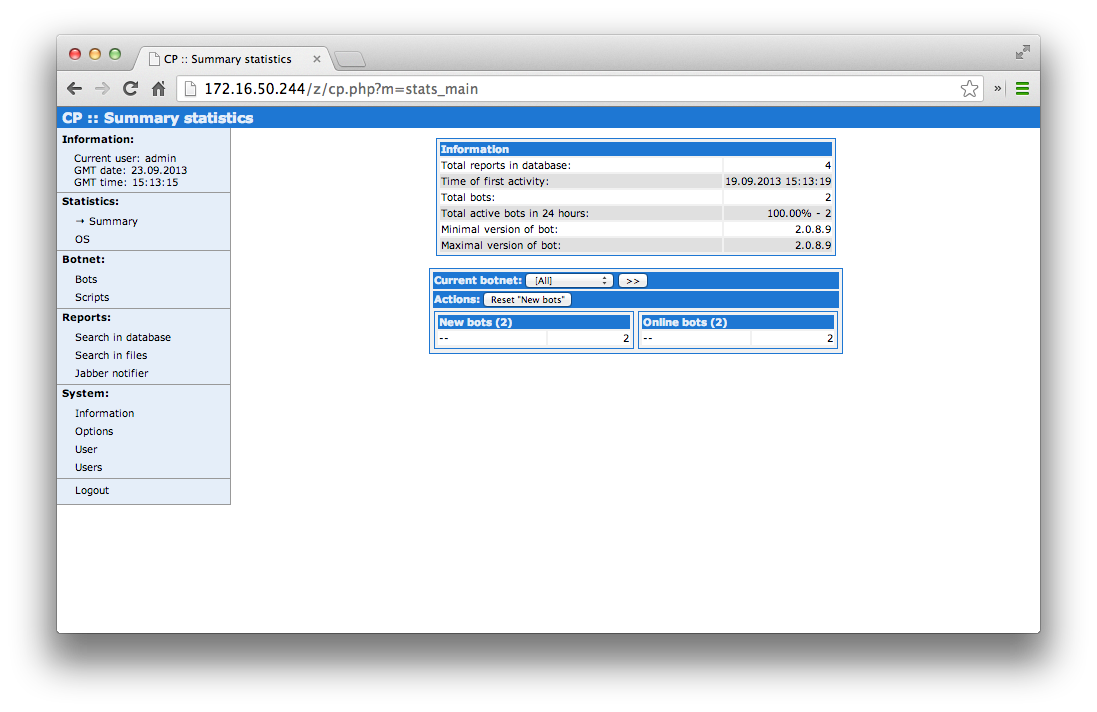 CP :: Summary statistics
172.16.50.244/z/cp.php?m=stats_main
»
CP :: Summary statistics
Information:
Current user: admin
GMT date: 23.09.2013
GMT time: 15:13:15
Statistics:
→ Summary
OS
Botnet:
Bots
Scripts
Reports:
Search in database
Search in files
Jabber notifier
System:
Information
Options
User
Users
Logout
Information
Total reports in database: 4
Time of first activity: 19.09.2013 15:13:19
Total bots: 2
Total active bots in 24 hours: 100.00% - 2
Minimal version of bot: 2.0.8.9
Maximal version of bot: 2.0.8.9
Current botnet: [All] >>
Actions: Reset "New bots"
New bots (2) Online bots (2)
-- 2 -- 2